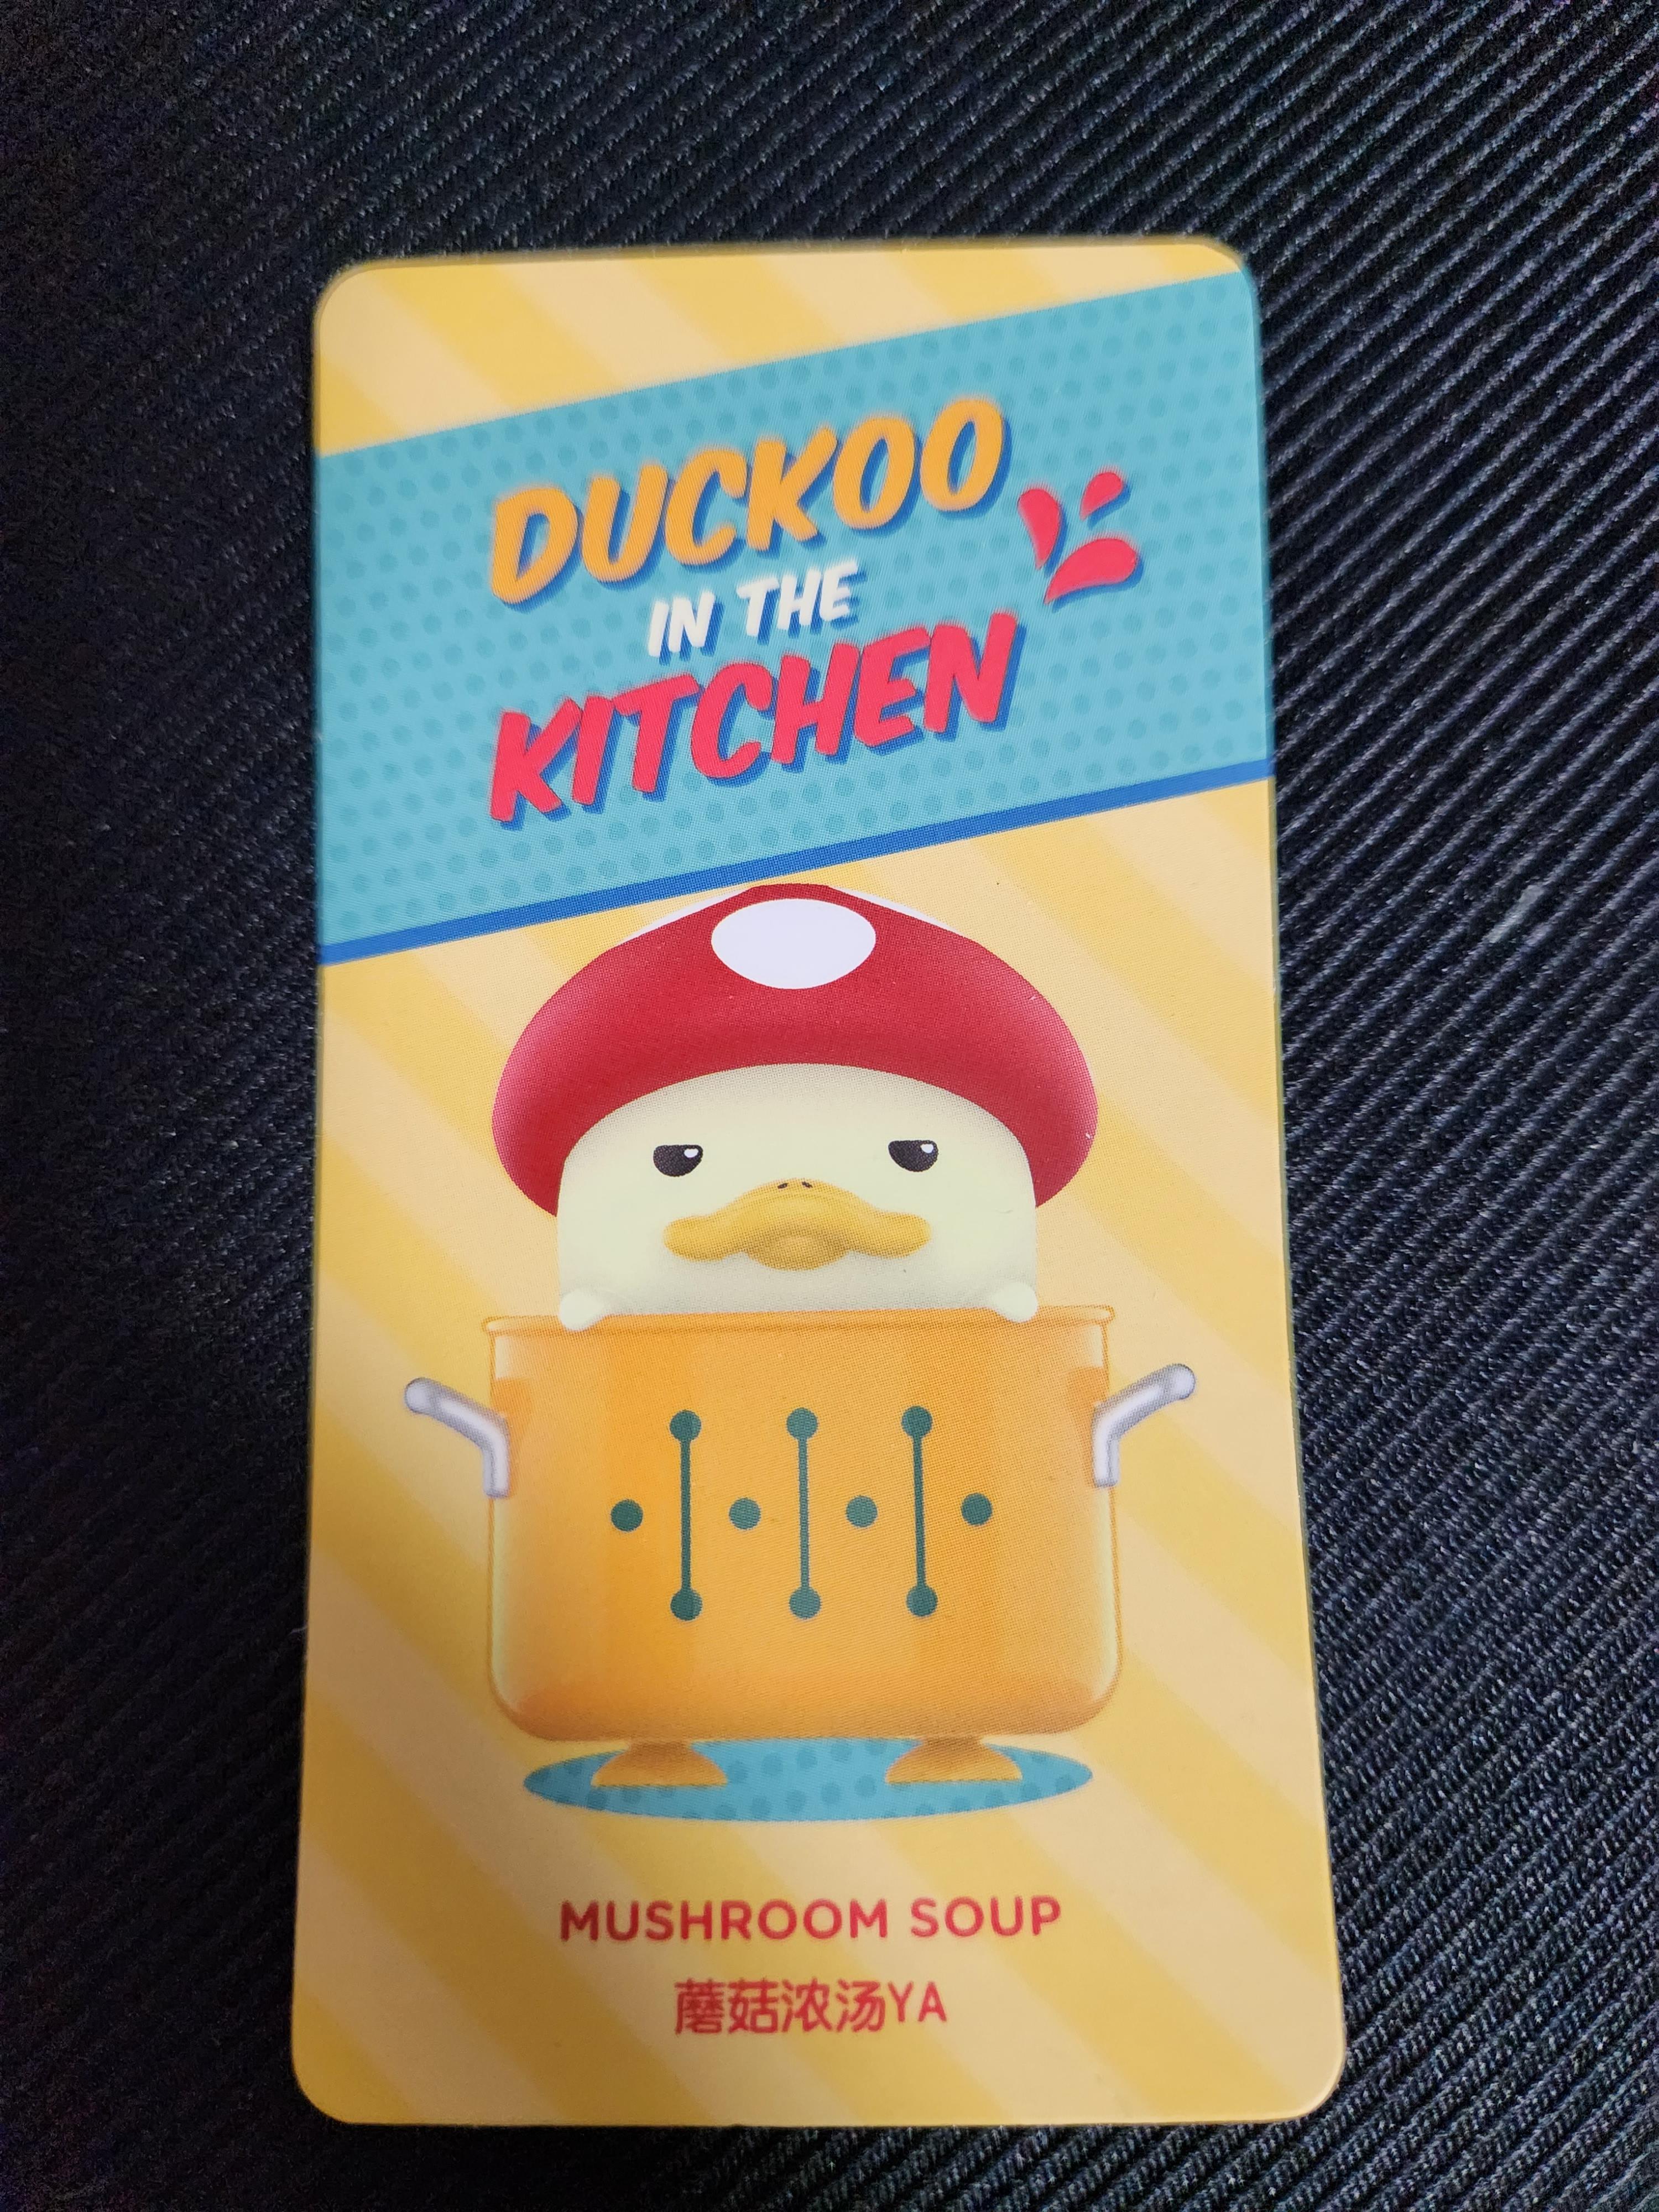 DUCKOO
IN THE
KITCHEN
MUSHROOM SOUP
蘑菇浓汤YA